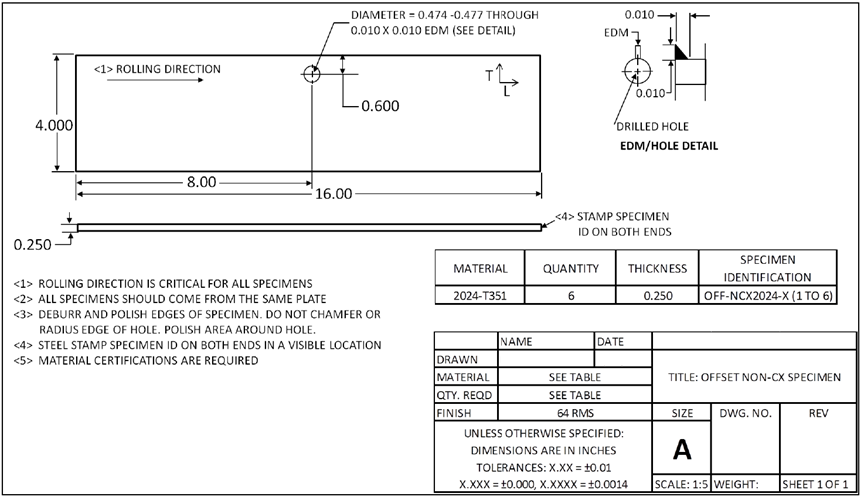 DIAMETER = 0.474 -0.477 THROUGH
0.010 X 0.010 EDM (SEE DETAIL)
0.010
EDM
<1> ROLLING DIRECTION
T
L
0.600
0.010
4.000
DRILLED HOLE
EDM/HOLE DETAIL
8.00
16.00
<4> STAMP SPECIMEN
ID ON BOTH ENDS
0.250
<1> ROLLING DIRECTION IS CRITICAL FOR ALL SPECIMENS
<2> ALL SPECIMENS SHOULD COME FROM THE SAME PLATE
<3> DEBURR AND POLISH EDGES OF SPECIMEN. DO NOT CHAMFER OR
RADIUS EDGE OF HOLE. POLISH AREA AROUND HOLE.
<4> STEEL STAMP SPECIMEN ID ON BOTH ENDS IN A VISIBLE LOCATION
<5> MATERIAL CERTIFICATIONS ARE REQUIRED
MATERIAL QUANTITY THICKNESS SPECIMEN IDENTIFICATION
2024-T351 6 0.250 OFF-NCX2024-X (1 TO 6)
NAME DATE
DRAWN
MATERIAL SEE TABLE
QTY. REQD SEE TABLE
FINISH 64 RMS
TITLE: OFFSET NON-CX SPECIMEN
UNLESS OTHERWISE SPECIFIED:
DIMENSIONS ARE IN INCHES
TOLERANCES: X.XX = ±0.01
X.XXX = ±0.000, X.XXXX = ±0.0014
SIZE DWG. NO. REV
A
SCALE: 1:5 WEIGHT: SHEET 1 OF 1